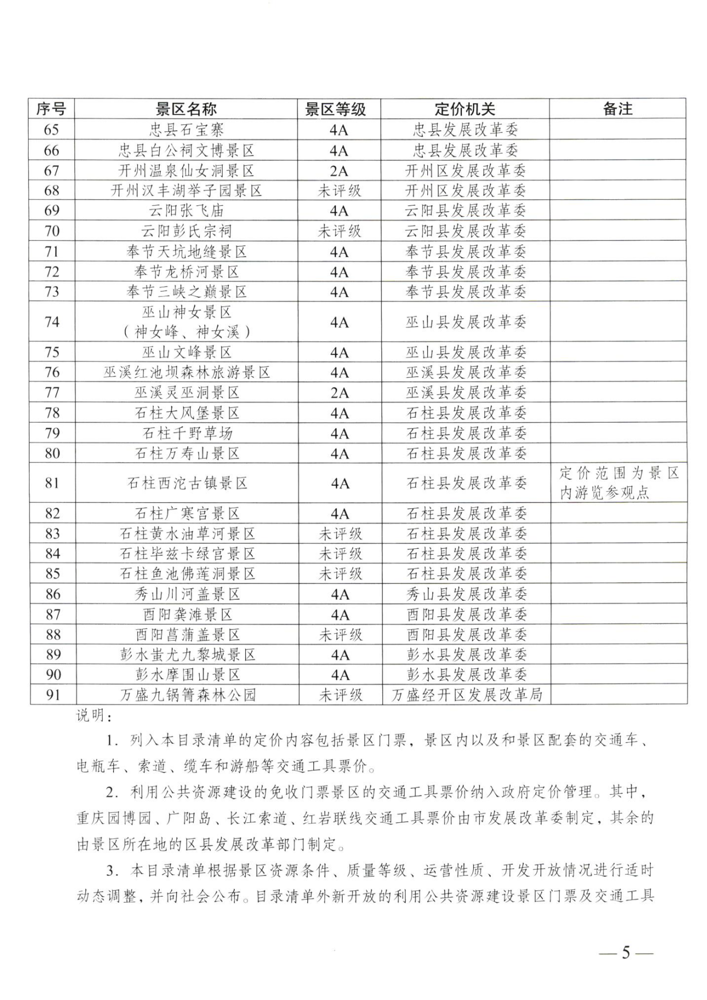 序号 景区名称 景区等级 定价机关 备注
65 忠县石宝寨 4A 忠县发展改革委
66 忠县白公祠文博景区 4A 忠县发展改革委
67 开州温泉仙女洞景区 2A 开州区发展改革委
68 开州汉丰湖举子园景区 未评级 开州区发展改革委
69 云阳张飞庙 4A 云阳县发展改革委
70 云阳彭氏宗祠 未评级 云阳县发展改革委
71 奉节天坑地缝景区 4A 奉节县发展改革委
72 奉节龙桥河景区 4A 奉节县发展改革委
73 奉节三峡之巅景区 4A 奉节县发展改革委
74 巫山神女景区
（神女峰、神女溪） 4A 巫山县发展改革委
75 巫山文峰景区 4A 巫山县发展改革委
76 巫溪红池坝森林旅游景区 4A 巫溪县发展改革委
77 巫溪灵巫洞景区 2A 巫溪县发展改革委
78 石柱大风堡景区 4A 石柱县发展改革委
79 石柱千野草场 4A 石柱县发展改革委
80 石柱万寿山景区 4A 石柱县发展改革委
81 石柱西沱古镇景区 4A 石柱县发展改革委 定价范围为景区
内游览参观点
82 石柱广寒宫景区 4A 石柱县发展改革委
83 石柱黄水油草河景区 未评级 石柱县发展改革委
84 石柱毕兹卡绿宫景区 未评级 石柱县发展改革委
85 石柱鱼池佛莲洞景区 未评级 石柱县发展改革委
86 秀山川河盖景区 4A 秀山县发展改革委
87 酉阳龚滩景区 4A 酉阳县发展改革委
88 酉阳菖蒲盖景区 未评级 酉阳县发展改革委
89 彭水蚩尤九黎城景区 4A 彭水县发展改革委
90 彭水摩围山景区 4A 彭水县发展改革委
91 万盛九锅箐森林公园 未评级 万盛经开区发展改革局
说明：
1. 列入本目录清单的定价内容包括景区门票，景区内以及和景区配套的交通车、
电瓶车、索道、缆车和游船等交通工具票价。
2. 利用公共资源建设的免收门票景区的交通工具票价纳入政府定价管理。其中，
重庆园博园、广阳岛、长江索道、红岩联线交通工具票价由市发展改革委制定，其余的
由景区所在地的区县发展改革部门制定。
3. 本目录清单根据景区资源条件、质量等级、运营性质、开发开放情况进行适时
动态调整，并向社会公布。目录清单外新开放的利用公共资源建设景区门票及交通工具
— 5 —